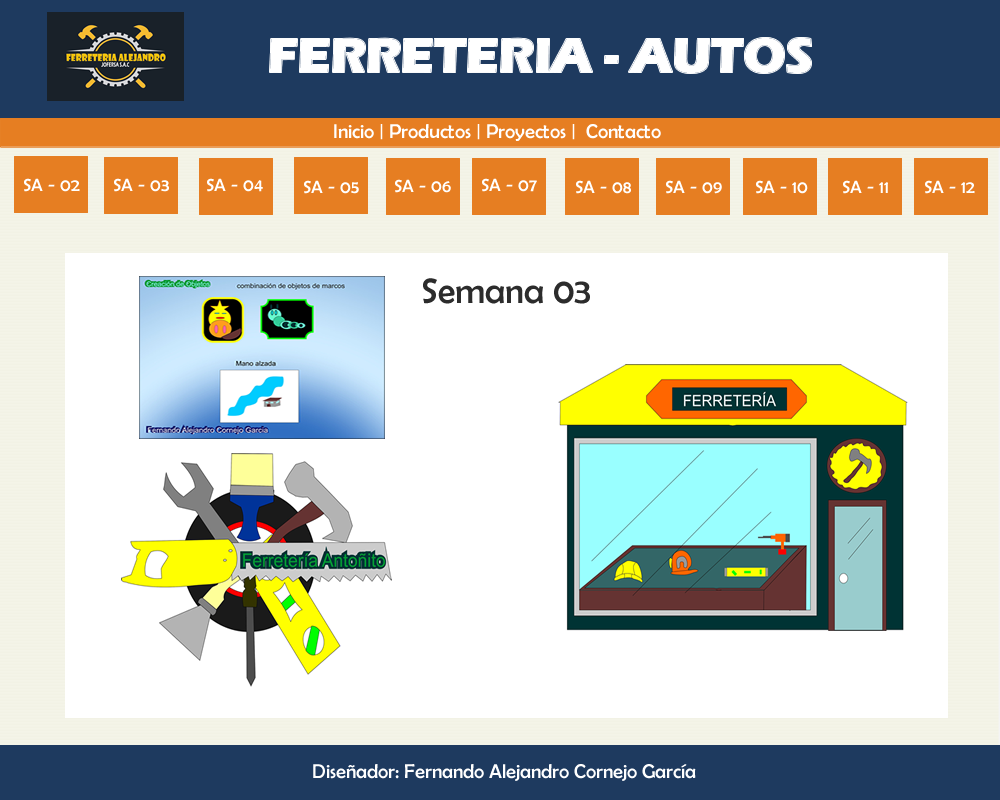 FERRETERIA ALEJANDRO
JOFERSA S.A.C
FERRETERIA - AUTOS
Inicio | Productos | Proyectos | Contacto
SA - 02
SA - 03
SA - 04
SA - 05
SA - 06
SA - 07
SA - 08
SA - 09
SA - 10
SA - 11
SA - 12
Creación de Objetos
combinación de objetos de marcos
Mano alzada
Fernando Alejandro Cornejo García
Semana 03
FERRETERÍA
Ferretería Antoñito
Diseñador: Fernando Alejandro Cornejo García